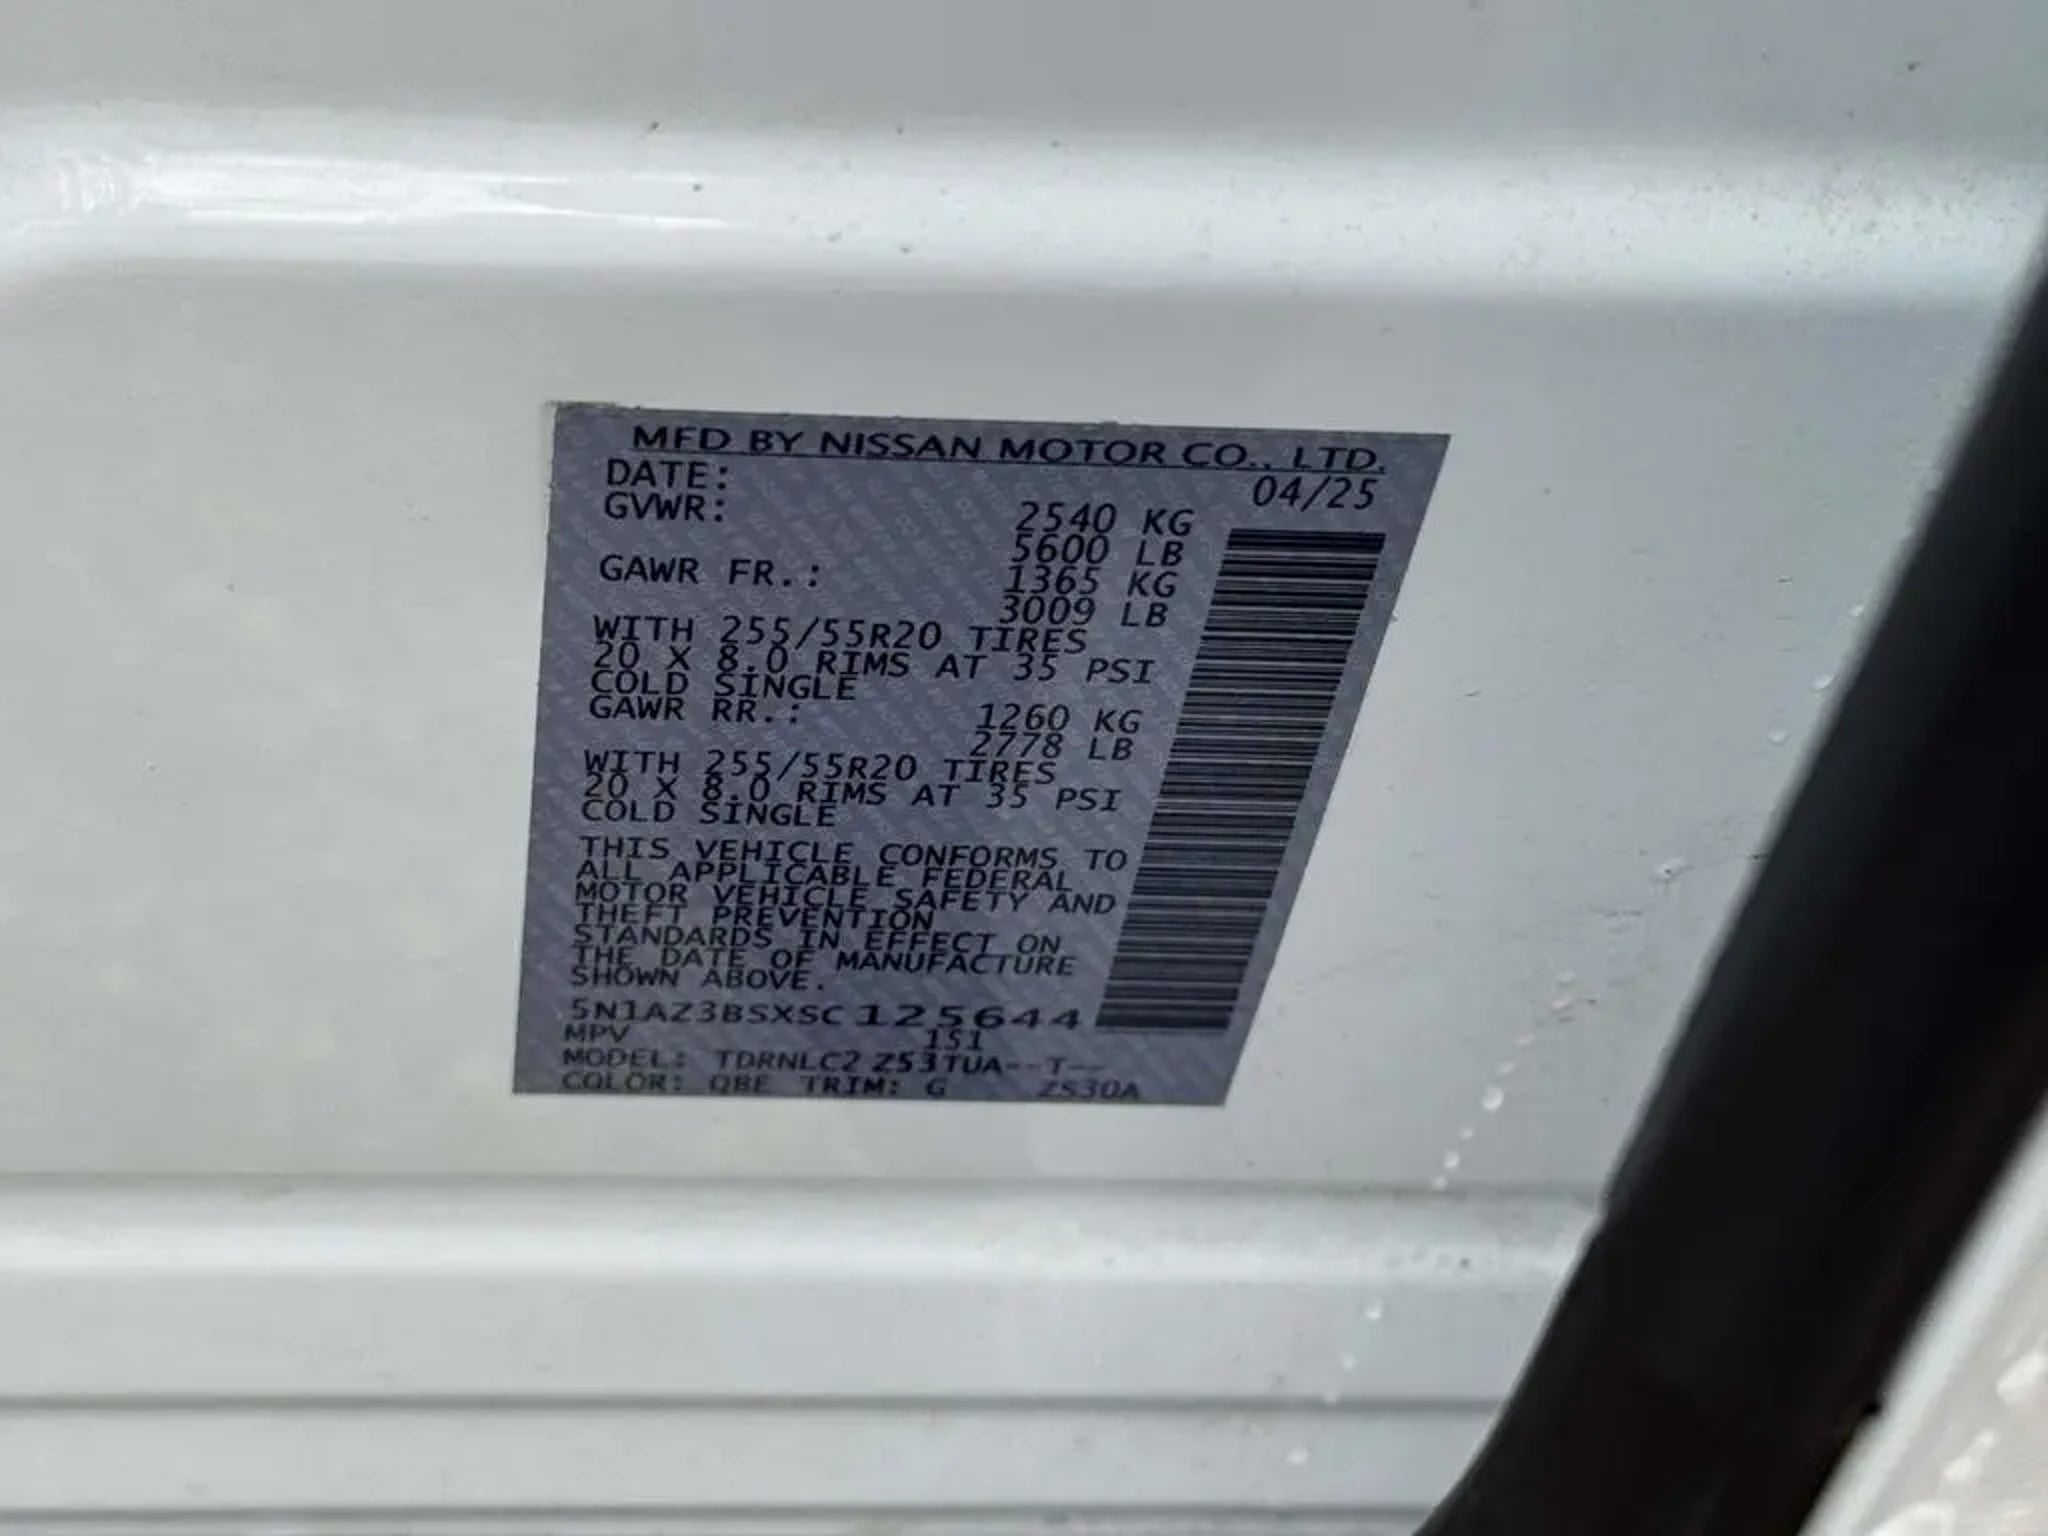 MFD BY NISSAN MOTOR CO., LTD.
DATE: 04/25
GVWR: 2540 KG
5600 LB
GAWR FR.: 1365 KG
3009 LB
WITH 255/55R20 TIRES
20 X 8.0 RIMS AT 35 PSI
COLD SINGLE
GAWR RR.: 1260 KG
2778 LB
WITH 255/55R20 TIRES
20 X 8.0 RIMS AT 35 PSI
COLD SINGLE
THIS VEHICLE CONFORMS TO
ALL APPLICABLE FEDERAL
MOTOR VEHICLE SAFETY AND
THEFT PREVENTION
STANDARDS IN EFFECT ON
THE DATE OF MANUFACTURE
SHOWN ABOVE.
5N1AZ3BSXSC125644
MPV 151
MODEL: TDRNLC2 Z53TUA--T--
COLOR: QBE TRIM: G ZS30A